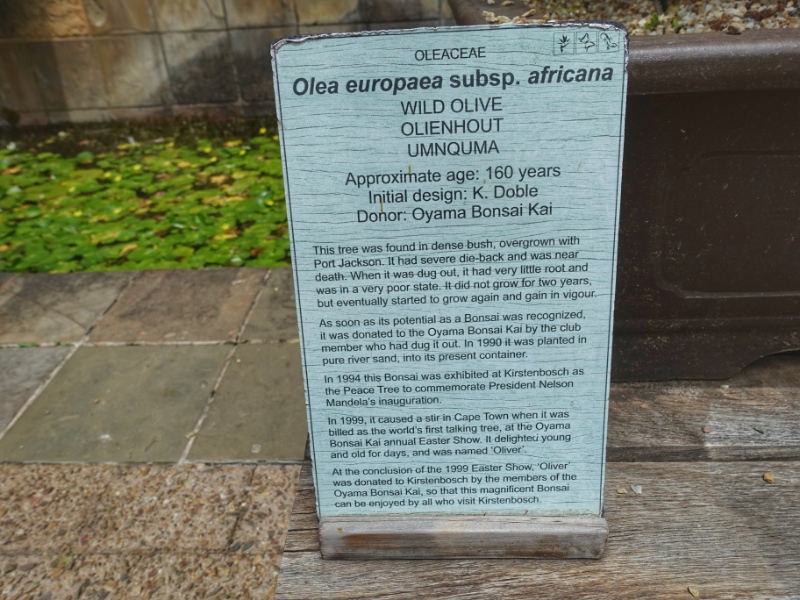 OLEACEAE
Olea europaea subsp. africana
WILD OLIVE
OLIENHOUT
UMNQUMA
Approximate age: 160 years
Initial design: K. Doble
Donor: Oyama Bonsai Kai
This tree was found in dense bush, overgrown with
Port Jackson. It had severe die-back and was near
death. When it was dug out, it had very little root and
was in a very poor state. It did not grow for two years,
but eventually started to grow again and gain in vigour.
As soon as its potential as a Bonsai was recognized,
it was donated to the Oyama Bonsai Kai by the club
member who had dug it out. In 1990 it was planted in
pure river sand, into its present container.
In 1994 this Bonsai was exhibited at Kirstenbosch as
the Peace Tree to commemorate President Nelson
Mandela's inauguration.
In 1999, it caused a stir in Cape Town when it was
billed as the world's first talking tree, at the Oyama
Bonsai Kai annual Easter Show. It delighted young
and old for days, and was named 'Oliver'.
At the conclusion of the 1999 Easter Show, 'Oliver'
was donated to Kirstenbosch by the members of the
Oyama Bonsai Kai, so that this magnificent Bonsai
can be enjoyed by all who visit Kirstenbosch.